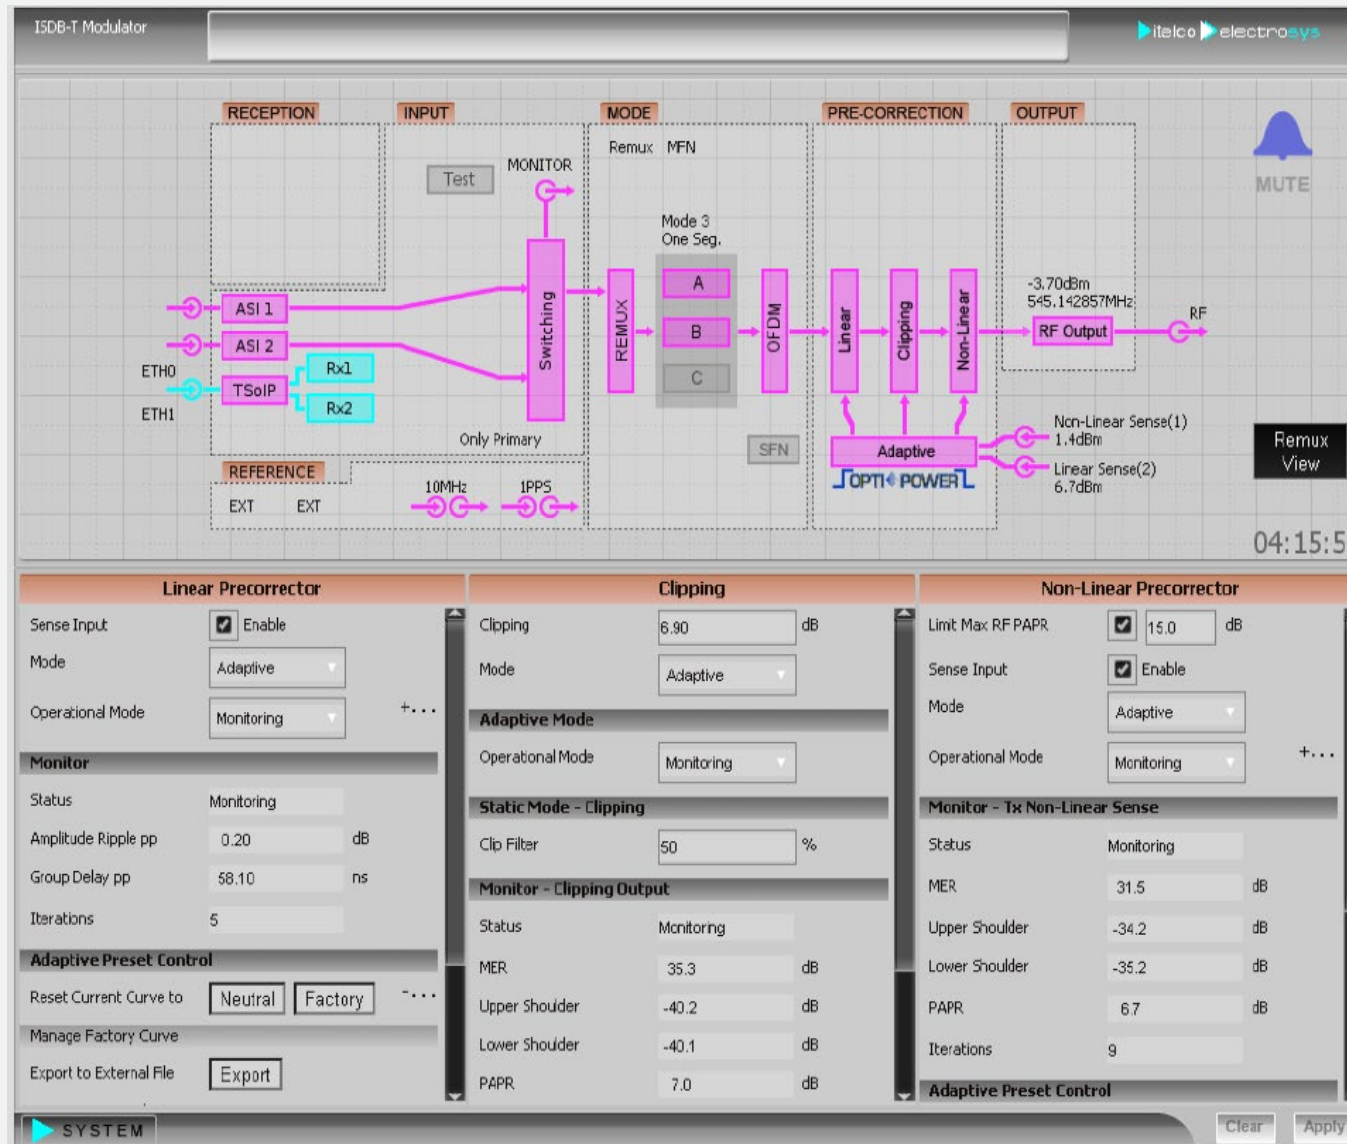 ISDB-T Modulator
itelco electrosys
RECEPTION
INPUT
MODE
PRE-CORRECTION
OUTPUT
Remux MFN
Test
MONITOR
MUTE
Mode 3
One Seg.
ASI 1
ASI 2
ETH0
ETH1
TSoIP
Rx1
Rx2
Switching
REMUX
A
B
C
OFDM
Linear
Clipping
Non-Linear
-3.70dBm
545.142857MHz
RF Output
RF
Only Primary
SFN
Adaptive
OPTI POWER
Non-Linear Sense(1)
1.4dBm
Linear Sense(2)
6.7dBm
Remux
View
REFERENCE
EXT EXT
10MHz
1PPS
04:15:5
Linear Precorrector
Sense Input Enable
Mode Adaptive
Operational Mode Monitoring +...
Monitor
Status Monitoring
Amplitude Ripple pp 0.20 dB
Group Delay pp 58.10 ns
Iterations 5
Adaptive Preset Control
Reset Current Curve to Neutral Factory -...
Manage Factory Curve
Export to External File Export
Clipping
Clipping 6.90 dB
Mode Adaptive
Adaptive Mode
Operational Mode Monitoring
Static Mode - Clipping
Clip Filter 50 %
Monitor - Clipping Output
Status Monitoring
MER 35.3 dB
Upper Shoulder -40.2 dB
Lower Shoulder -40.1 dB
PAPR 7.0 dB
Non-Linear Precorrector
Limit Max RF PAPR 15.0 dB
Sense Input Enable
Mode Adaptive
Operational Mode Monitoring +...
Monitor - Tx Non-Linear Sense
Status Monitoring
MER 31.5 dB
Upper Shoulder -34.2 dB
Lower Shoulder -35.2 dB
PAPR 6.7 dB
Iterations 9
Adaptive Preset Control
SYSTEM
Clear Apply